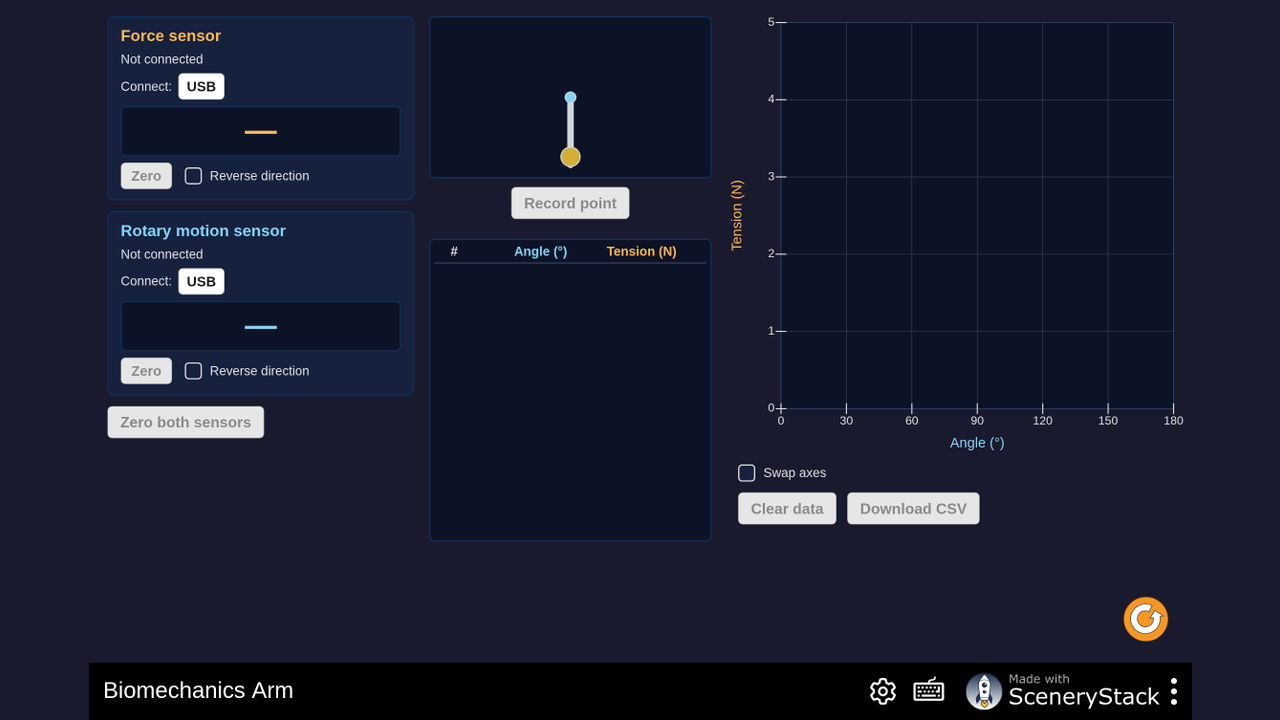 Force sensor
Not connected
Connect: USB
—
Zero Reverse direction
Rotary motion sensor
Not connected
Connect: USB
—
Zero Reverse direction
Zero both sensors
Record point
# Angle (°) Tension (N)
5
4
3
2
1
0
Tension (N)
0 30 60 90 120 150 180
Angle (°)
Swap axes
Clear data Download CSV
Biomechanics Arm
Made with
SceneryStack